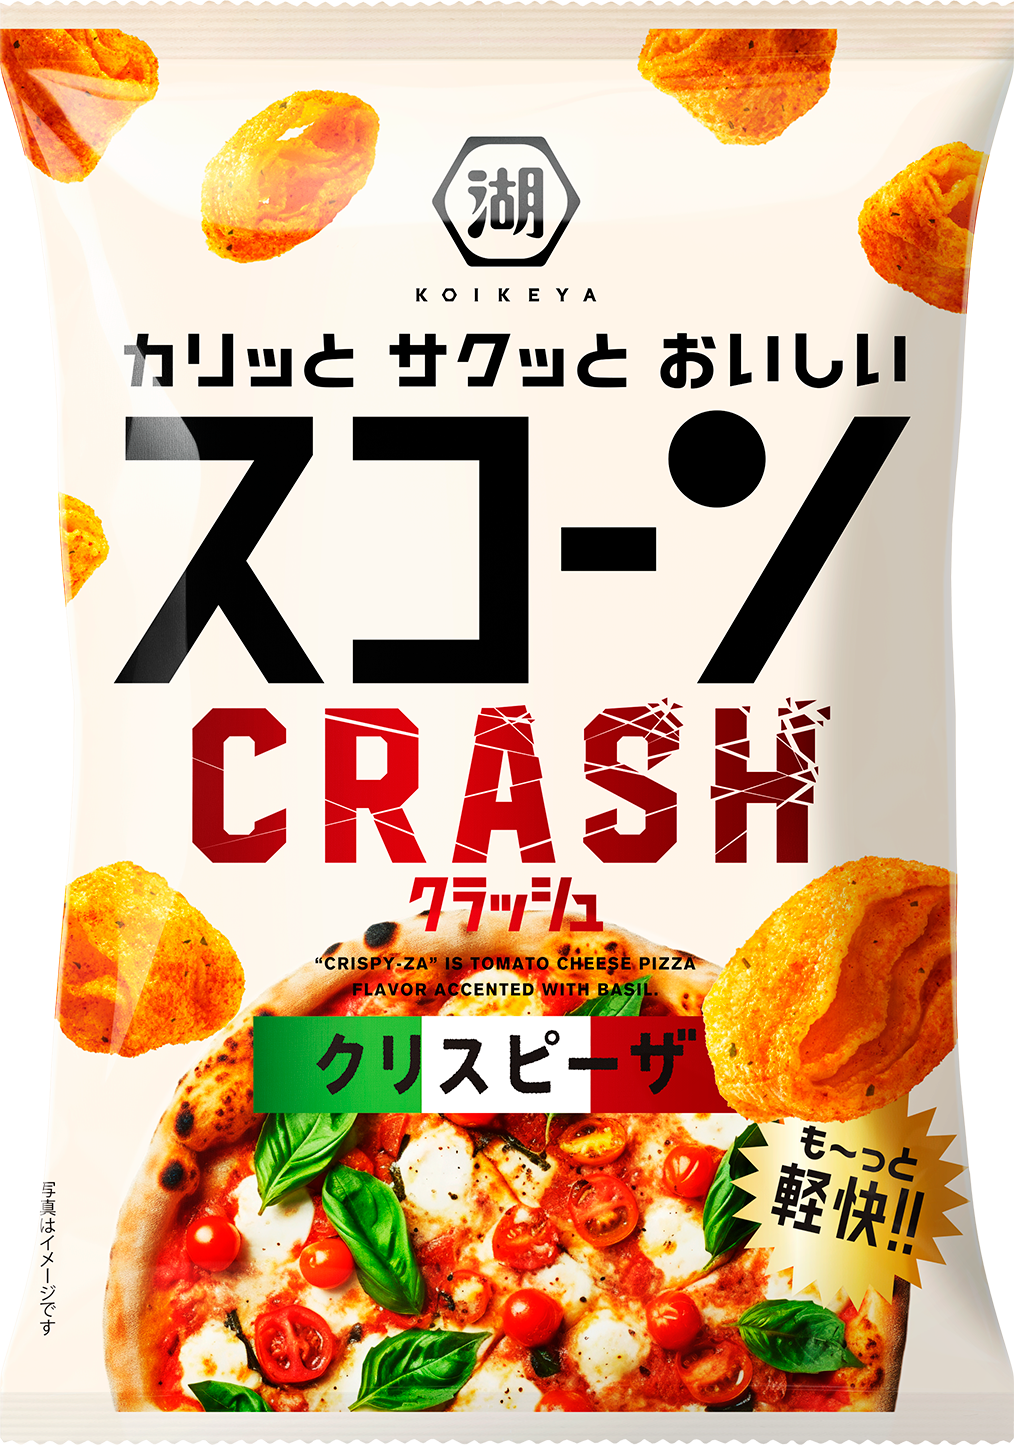 湖
KOIKEYA
カリッと サクッと おいしい
スコーン
CRASH
クラッシュ
“CRISPY-ZA” IS TOMATO CHEESE PIZZA
FLAVOR ACCENTED WITH BASIL.
クリスピーザ
も～っと
軽快!!
写真はイメージです